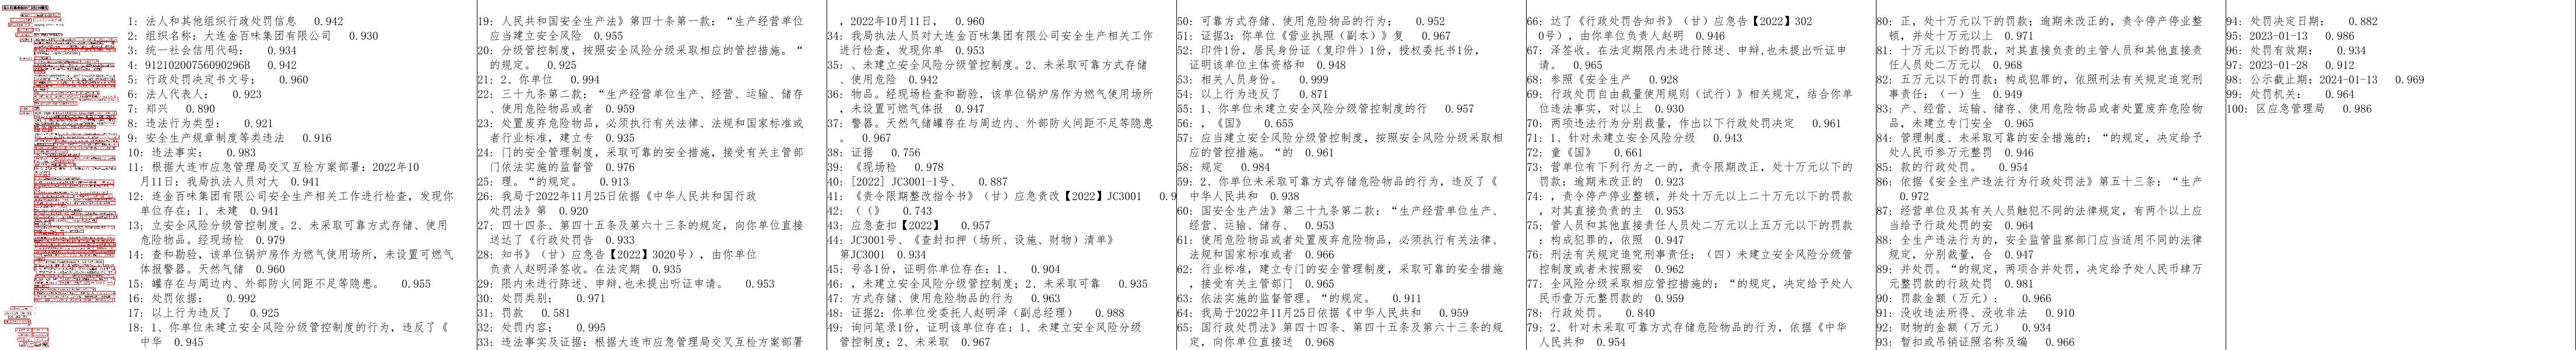 1: 法人和其他组织行政处罚信息 0.942
2: 组织名称：大连金百味集团有限公司 0.930
3: 统一社会信用代码： 0.934
4: 91210200756090296B 0.942
5: 行政处罚决定书文号： 0.960
6: 法人代表人： 0.923
7: 郑兴 0.890
8: 违法行为类型： 0.921
9: 安全生产规章制度等类违法 0.916
10: 违法事实： 0.983
11: 根据大连市应急管理局交叉互检方案部署；2022年10
月11日；我局执法人员对大 0.941
12: 连金百味集团有限公司安全生产相关工作进行检查，发现你
单位存在：1、未建 0.941
13: 立安全风险分级管控制度。2、未采取可靠方式存储、使用
危险物品。经现场检 0.979
14: 查和勘验，该单位锅炉房作为燃气使用场所，未设置可燃气
体报警器。天然气储 0.960
15: 罐存在与周边内、外部防火间距不足等隐患。 0.955
16: 处罚依据： 0.992
17: 以上行为违反了 0.925
18: 1、你单位未建立安全风险分级管控制度的行为，违反了《
中华 0.945
19: 人民共和国安全生产法》第四十条第一款：“生产经营单位
应当建立安全风险 0.955
20: 分级管控制度，按照安全风险分级采取相应的管控措施。“
的规定。 0.925
21: 2、你单位 0.994
22: 三十九条第二款：“生产经营单位生产、经营、运输、储存
、使用危险物品或者 0.959
23: 处置废弃危险物品，必须执行有关法律、法规和国家标准或
者行业标准，建立专 0.935
24: 门的安全管理制度，采取可靠的安全措施，接受有关主管部
门依法实施的监督管 0.976
25: 理。“的规定。 0.913
26: 我局于2022年11月25日依据《中华人民共和国行政
处罚法》第 0.920
27: 四十四条、第四十五条及第六十三条的规定，向你单位直接
送达了《行政处罚告 0.933
28: 知书》（甘）应急告【2022】3020号），由你单位
负责人赵明泽签收。在法定期 0.935
29: 限内未进行陈述、申辩,也未提出听证申请。 0.953
30: 处罚类别： 0.971
31: 罚款 0.581
32: 处罚内容： 0.995
33: 违法事实及证据：根据大连市应急管理局交叉互检方案部署
，2022年10月11日， 0.960
34: 我局执法人员对大连金百味集团有限公司安全生产相关工作
进行检查，发现你单 0.953
35: 、未建立安全风险分级管控制度。2、未采取可靠方式存储
、使用危险 0.942
36: 物品。经现场检查和勘验，该单位锅炉房作为燃气使用场所
，未设置可燃气体报 0.947
37: 警器。天然气储罐存在与周边内、外部防火间距不足等隐患
。 0.967
38: 证据 0.756
39: 《现场检 0.978
40: [2022] JC3001-1号、 0.887
41: 《责令限期整改指令书》（甘）应急责改【2022】JC3001 0.9
42: （（》 0.743
43: 应急查扣【2022】 0.957
44: JC3001号、《查封扣押（场所、设施、财物）清单》
第JC3001号 0.934
45: 号各1份，证明你单位存在：1、 0.904
46: ，未建立安全风险分级管控制度；2、未采取可靠 0.935
47: 方式存储、使用危险物品的行为 0.963
48: 证据2：你单位受委托人赵明泽（副总经理） 0.988
49: 询问笔录1份，证明该单位存在：1、未建立安全风险分级
管控制度；2、未采取 0.967
50: 可靠方式存储、使用危险物品的行为； 0.952
51: 证据3：你单位《营业执照（副本）》复 0.967
52: 印件1份，居民身份证（复印件）1份，授权委托书1份，
证明该单位主体资格和 0.948
53: 相关人员身份。 0.999
54: 以上行为违反了 0.871
55: 1、你单位未建立安全风险分级管控制度的行 0.957
56: ，《国》 0.655
57: 应当建立安全风险分级管控制度，按照安全风险分级采取相
应的管控措施。“的 0.961
58: 规定 0.984
59: 2、你单位未采取可靠方式存储危险物品的行为，违反了《
中华人民共和 0.938
60: 国安全生产法》第三十九条第二款：“生产经营单位生产、
经营、运输、储存、 0.953
61: 使用危险物品或者处置废弃危险物品，必须执行有关法律、
法规和国家标准或者 0.966
62: 行业标准，建立专门的安全管理制度，采取可靠的安全措施
，接受有关主管部门 0.965
63: 依法实施的监督管理。“的规定。 0.911
64: 我局于2022年11月25日依据《中华人民共和 0.959
65: 国行政处罚法》第四十四条、第四十五条及第六十三条的规
定，向你单位直接送 0.968
66: 达了《行政处罚告知书》（甘）应急告【2022】302
0号），由你单位负责人赵明 0.946
67: 泽签收。在法定期限内未进行陈述、申辩,也未提出听证申
请。 0.965
68: 参照《安全生产 0.928
69: 行政处罚自由裁量使用规则（试行）》相关规定，结合你单
位违法事实，对以上 0.930
70: 两项违法行为分别裁量，作出以下行政处罚决定 0.961
71: 1、针对未建立安全风险分级 0.943
72: 童《国》 0.661
73: 营单位有下列行为之一的，责令限期改正，处十万元以下的
罚款；逾期未改正的 0.923
74: ，责令停产停业整顿，并处十万元以上二十万元以下的罚款
，对其直接负责的主 0.953
75: 管人员和其他直接责任人员处二万元以上五万元以下的罚款
；构成犯罪的，依照 0.947
76: 刑法有关规定追究刑事责任；（四）未建立安全风险分级管
控制度或者未按照安 0.962
77: 全风险分级采取相应管控措施的；“的规定，决定给予处人
民币壹万元整罚款的 0.959
78: 行政处罚。 0.840
79: 2、针对未采取可靠方式存储危险物品的行为，依据《中华
人民共和 0.954
80: 正，处十万元以下的罚款；逾期未改正的，责令停产停业整
顿，并处十万元以上 0.971
81: 十万元以下的罚款，对其直接负责的主管人员和其他直接责
任人员处二万元以 0.968
82: 五万元以下的罚款；构成犯罪的，依照刑法有关规定追究刑
事责任：（一）生 0.949
83: 产、经营、运输、储存、使用危险物品或者处置废弃危险物
品，未建立专门安全 0.965
84: 管理制度、未采取可靠的安全措施的；“的规定，决定给予
处人民币参万元整罚 0.946
85: 款的行政处罚。 0.954
86: 依据《安全生产违法行为行政处罚法》第五十三条：“生产
0.972
87: 经营单位及其有关人员触犯不同的法律规定，有两个以上应
当给予行政处罚的安 0.964
88: 全生产违法行为的，安全监管监察部门应当适用不同的法律
规定，分别裁量，合 0.947
89: 并处罚。“的规定，两项合并处罚，决定给予处人民币肆万
元整罚款的行政处罚 0.981
90: 罚款金额（万元）： 0.966
91: 没收违法所得、没收非法 0.910
92: 财物的金额（万元） 0.934
93: 暂扣或吊销证照名称及编 0.966
94: 处罚决定日期： 0.882
95: 2023-01-13 0.986
96: 处罚有效期： 0.934
97: 2023-01-28 0.912
98: 公示截止期：2024-01-13 0.969
99: 处罚机关： 0.964
100: 区应急管理局 0.986